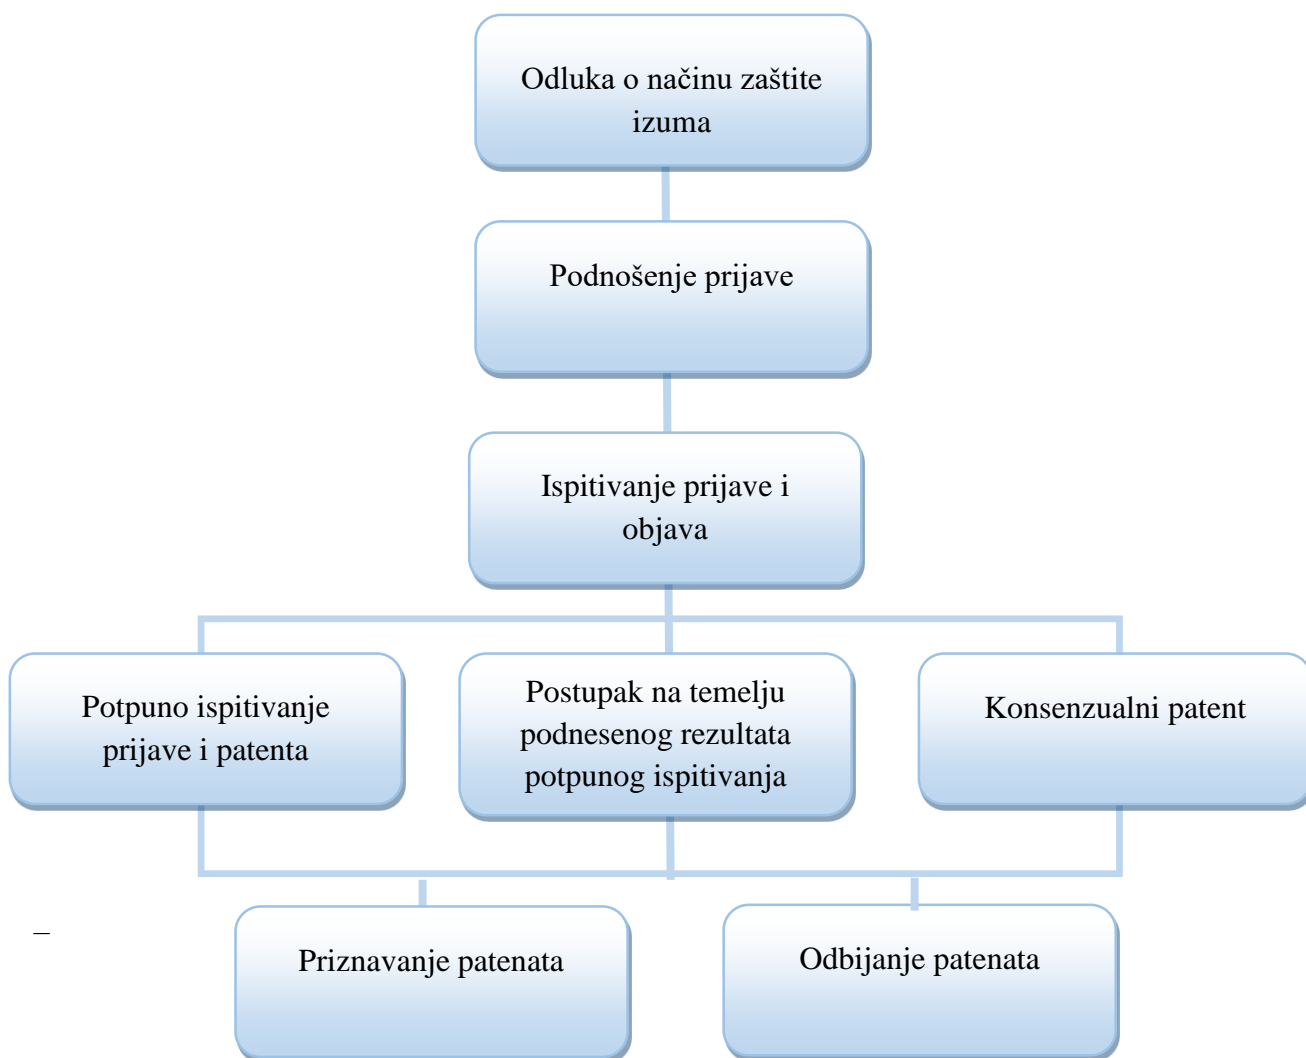 Odluka o načinu zaštite
izuma
Podnošenje prijave
Ispitivanje prijave i
objava
Potpuno ispitivanje
prijave i patenta
Postupak na temelju
podnesenog rezultata
potpunog ispitivanja
Konsenzualni patent
–
Priznavanje patenata
Odbijanje patenata